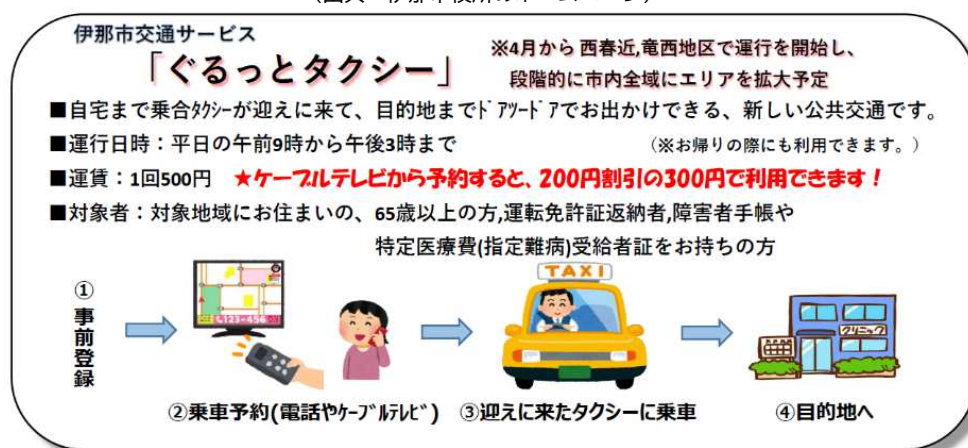 伊那市交通サービス
「ぐるっとタクシー」
※4月から 西春近,竜西地区で運行を開始し、
段階的に市内全域にエリアを拡大予定
■自宅まで乗合ﾀｸｼｰが迎えに来て、目的地までﾄﾞｱﾂｰﾄﾞｱでお出かけできる、新しい公共交通です。
■運行日時：平日の午前9時から午後3時まで　（※お帰りの際にも利用できます。）
■運賃：1回500円　★ケーブルテレビから予約すると、200円割引の300円で利用できます！
■対象者：対象地域にお住まいの、65歳以上の方,運転免許証返納者,障害者手帳や
特定医療費(指定難病)受給者証をお持ちの方
①事前登録
123-456
TAXI
クリニック
②乗車予約(電話やｹｰﾌﾞﾙﾃﾚﾋﾞ)
③迎えに来たタクシーに乗車
④目的地へ